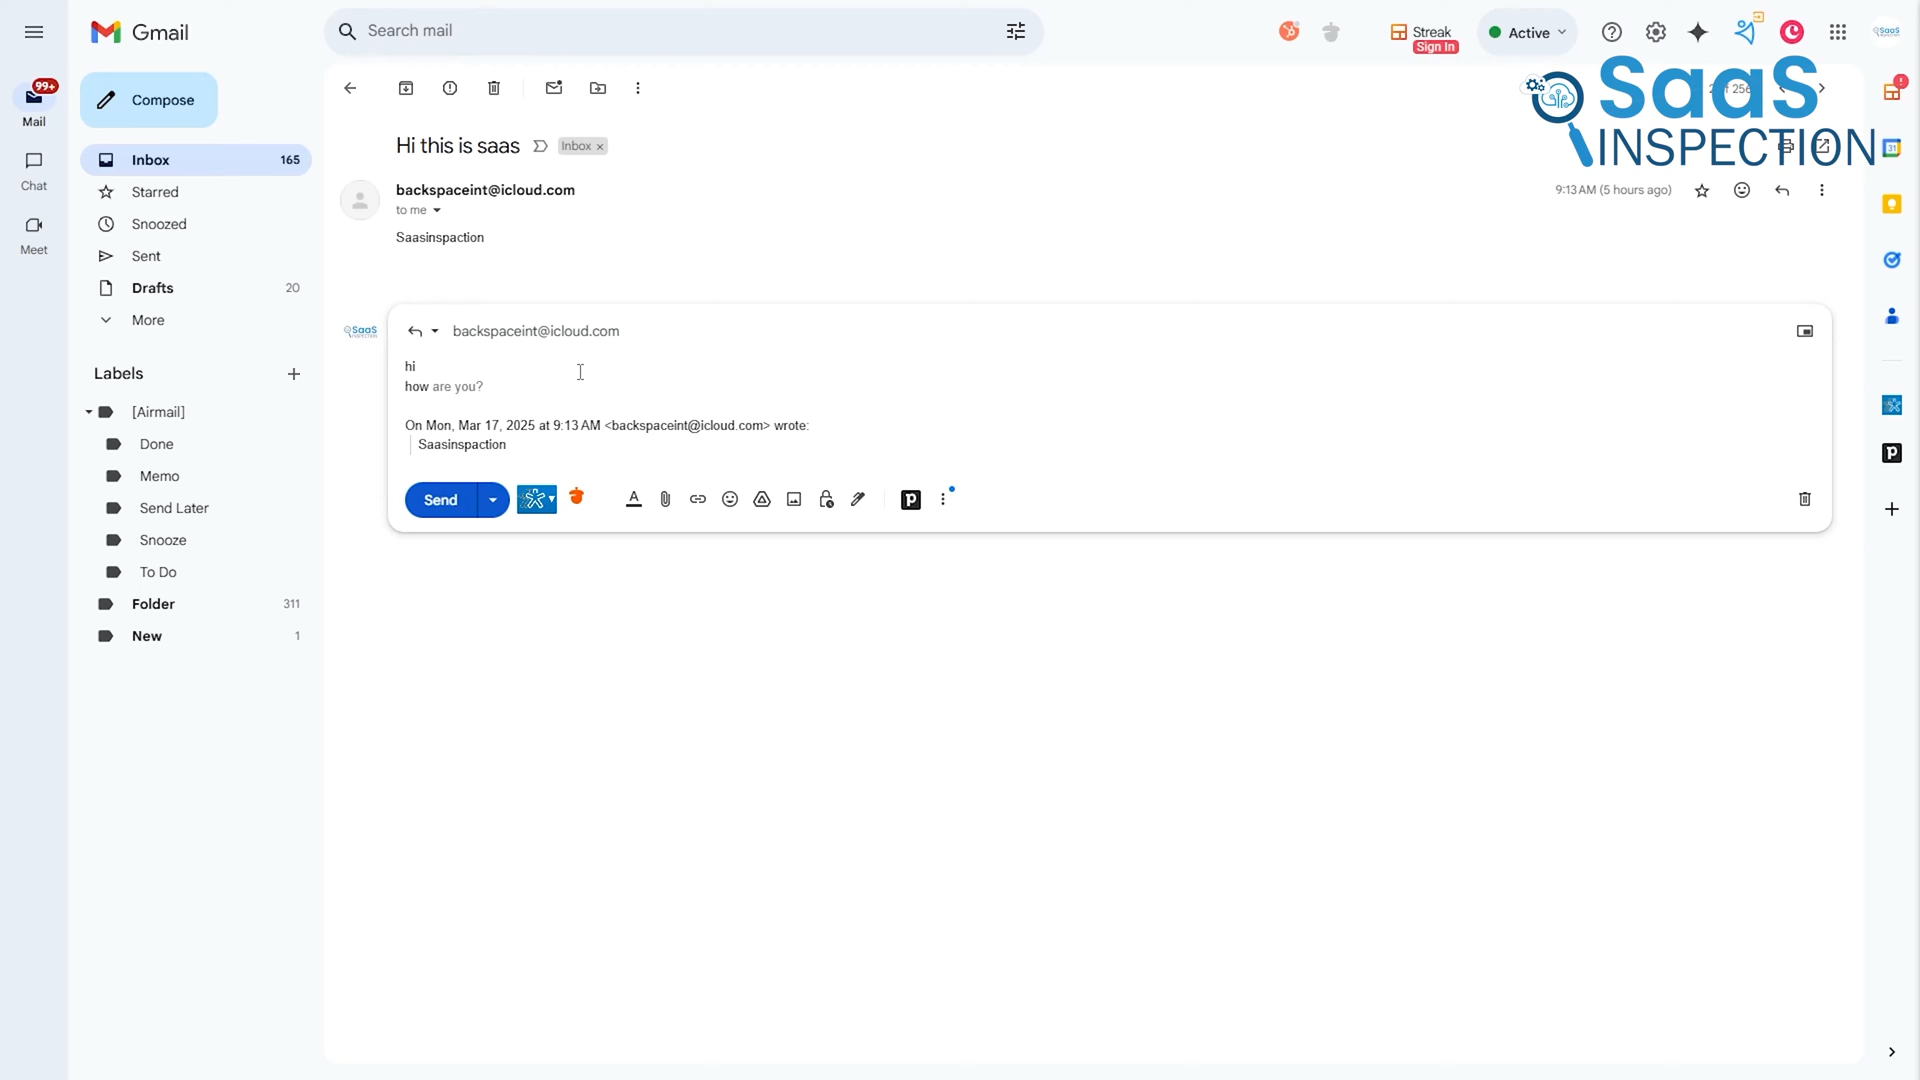 Gmail
Search mail
Streak
Sign In
Active
SaaS
INSPECTION
99+
Mail
Chat
Meet
Compose
Inbox 165
Starred
Snoozed
Sent
Drafts 20
More
Labels
[Airmail]
Done
Memo
Send Later
Snooze
To Do
Folder 311
New 1
Hi this is saas
Inbox ×
backspaceint@icloud.com
9:13 AM (5 hours ago)
to me
Saasinspaction
SaaS
backspaceint@icloud.com
hi
how are you?
On Mon, Mar 17, 2025 at 9:13 AM <backspaceint@icloud.com> wrote:
Saasinspaction
Send
31